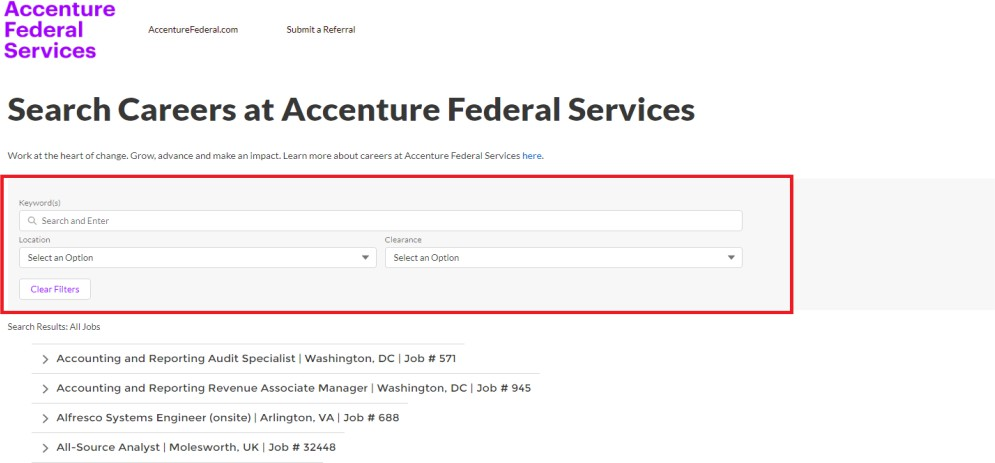 Accenture
Federal
Services
AccentureFederal.com Submit a Referral
Search Careers at Accenture Federal Services
Work at the heart of change. Grow, advance and make an impact. Learn more about careers at Accenture Federal Services here.
Keyword(s)
Search and Enter
Location Clearance
Select an Option Select an Option
Clear Filters
Search Results: All Jobs
Accounting and Reporting Audit Specialist | Washington, DC | Job # 571
Accounting and Reporting Revenue Associate Manager | Washington, DC | Job # 945
Alfresco Systems Engineer (onsite) | Arlington, VA | Job # 688
All-Source Analyst | Molesworth, UK | Job # 32448